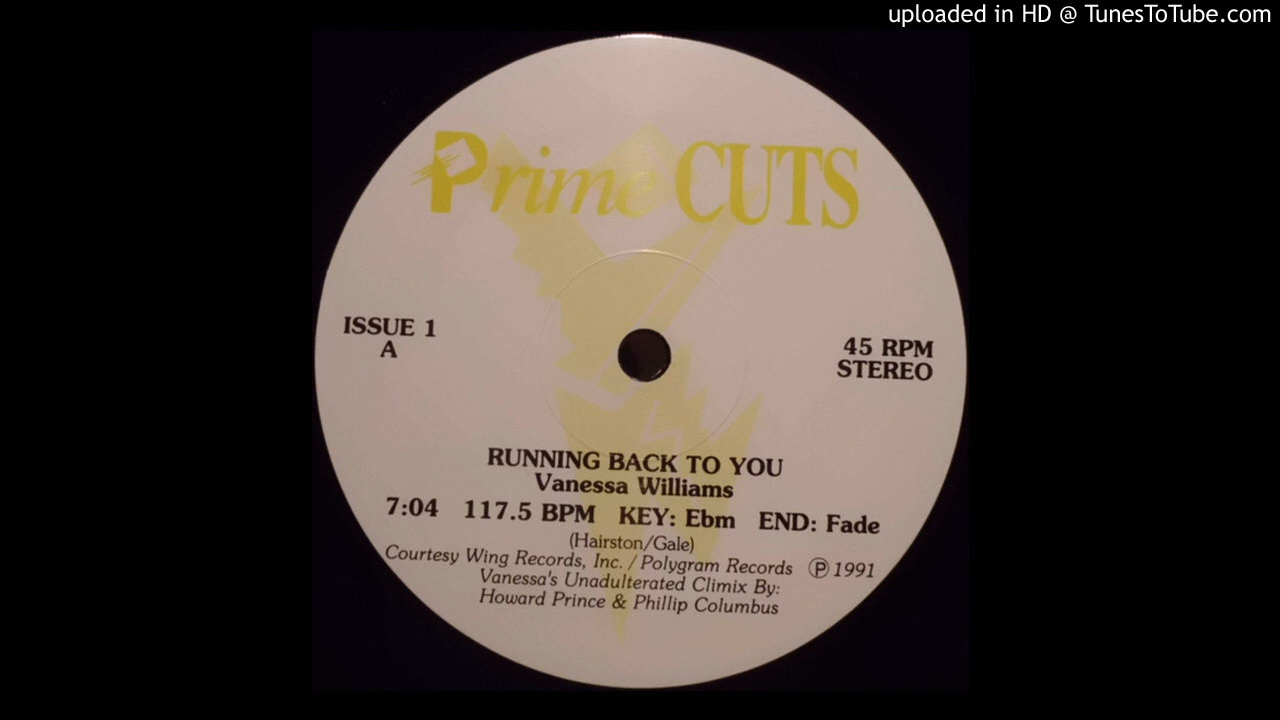 uploaded in HD @ TunesToTube.com
Prime CUTS
ISSUE 1
A
45 RPM
STEREO
RUNNING BACK TO YOU
Vanessa Williams
7:04 117.5 BPM KEY: Ebm END: Fade
(Hairston/Gale)
Courtesy Wing Records, Inc. / Polygram Records ℗ 1991
Vanessa's Unadulterated Climix By:
Howard Prince & Phillip Columbus